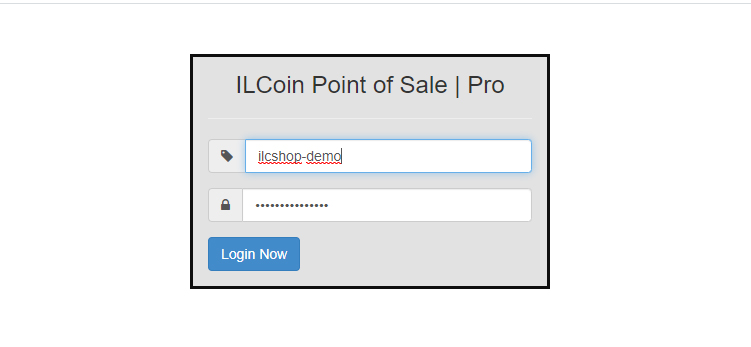 ILCoin Point of Sale | Pro
ilcshop-demo
•••••••••••••••
Login Now